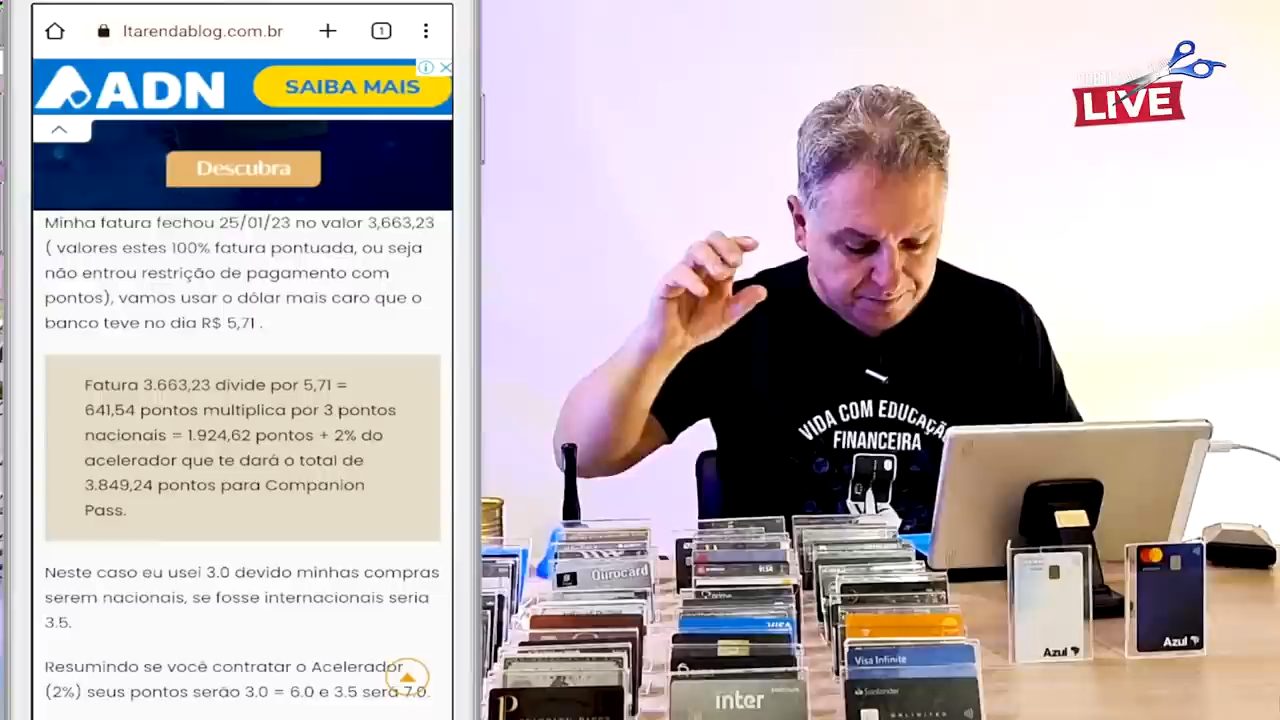 ltarendablog.com.br
1
ADN
SAIBA MAIS
Descubra
Minha fatura fechou 25/01/23 no valor 3,663,23
( valores estes 100% fatura pontuada, ou seja
não entrou restrição de pagamento com
pontos), vamos usar o dólar mais caro que o
banco teve no dia R$ 5,71 .
Fatura 3.663,23 divide por 5,71 =
641,54 pontos multiplica por 3 pontos
nacionais = 1.924,62 pontos + 2% do
acelerador que te dará o total de
3.849,24 pontos para Companion
Pass.
Neste caso eu usei 3.0 devido minhas compras
serem nacionais, se fosse internacionais seria
3.5.
Resumindo se você contratar o Acelerador
(2%) seus pontos serão 3.0 = 6.0 e 3.5 será 7.0.
LIVE
VIDA COM EDUCAÇÃO
FINANCEIRA
Ourocard
VISA
VISA
Visa Infinite
Santander
UNLIMITED
inter
Azul
Azul